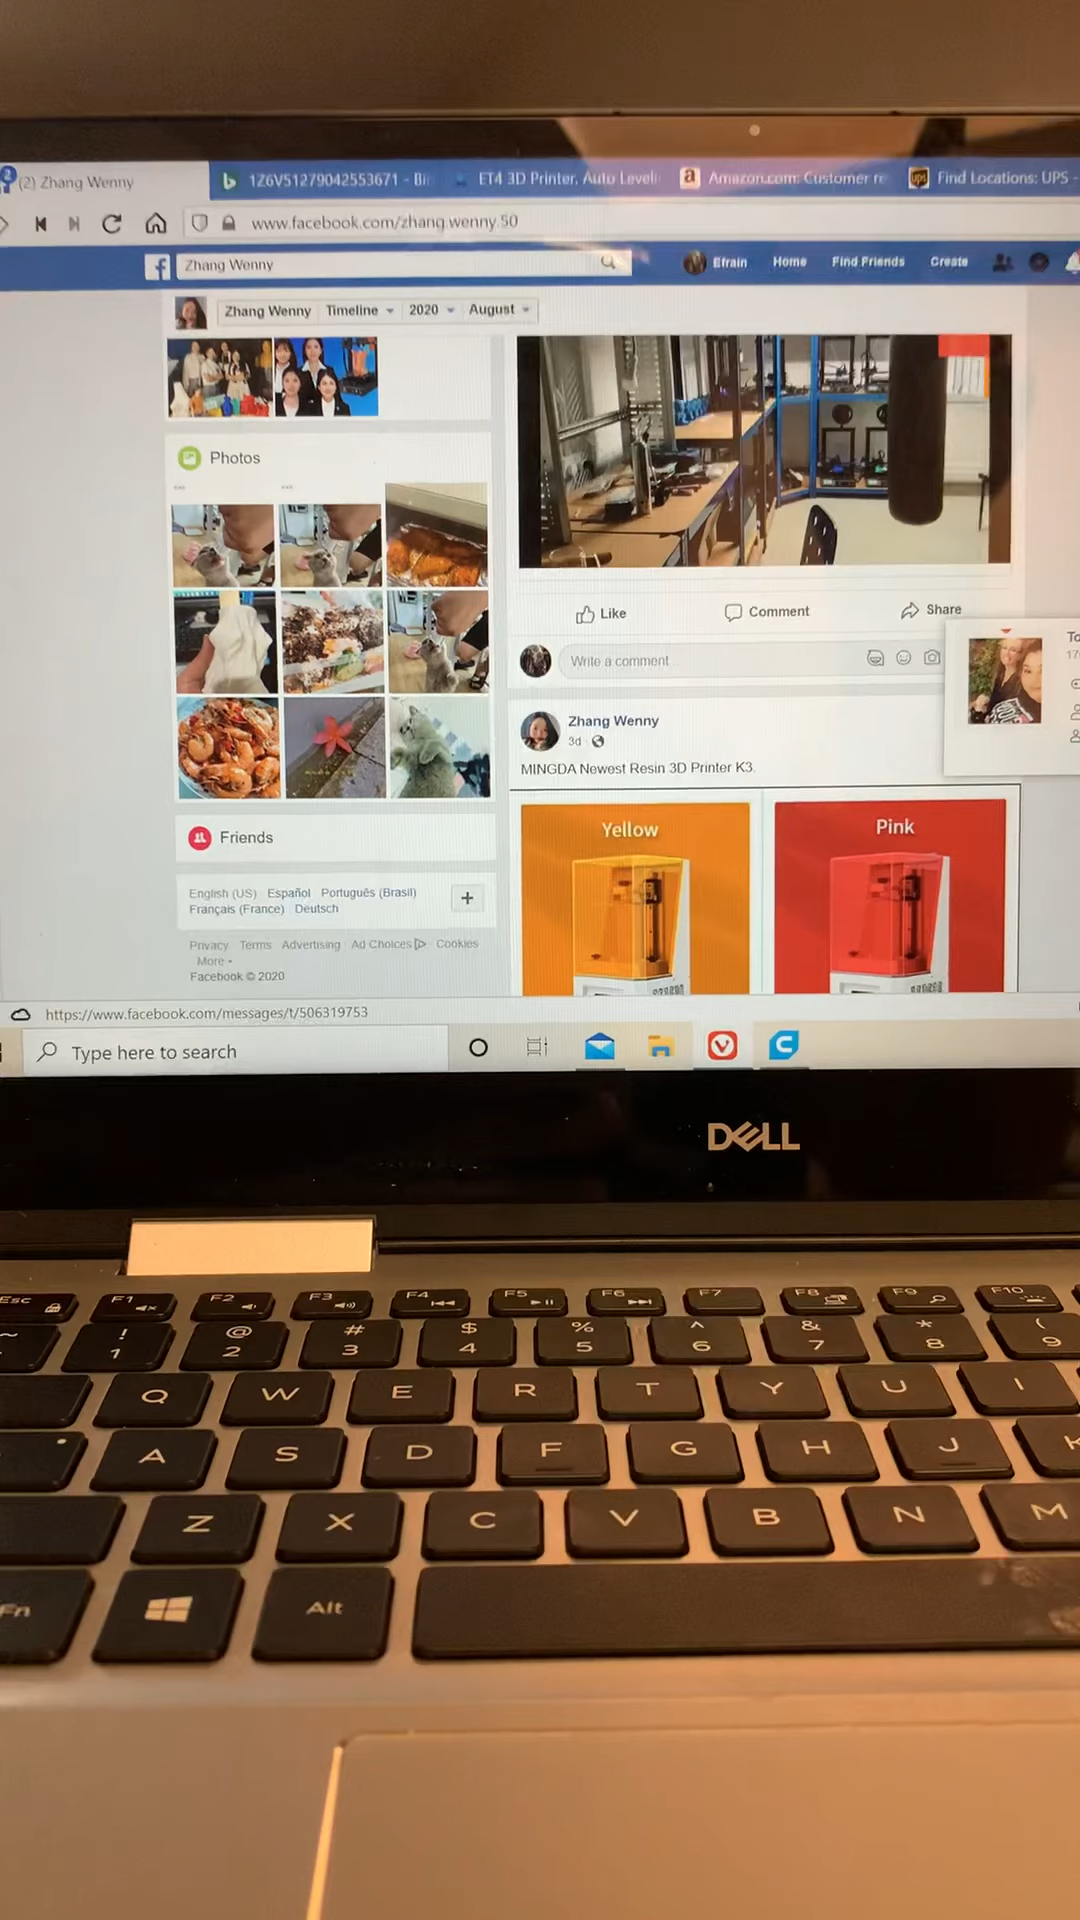 2
(2) Zhang Wenny
1Z6V51279042553671 - Bi
ET4 3D Printer, Auto Leveli
a
Amazon.com: Customer re
ups
Find Locations: UPS -
www.facebook.com/zhang.wenny.50
f
Zhang Wenny
Efrain
Home
Find Friends
Create
Zhang Wenny
Timeline
2020
August
Photos
Like
Comment
Share
Write a comment
To
17
Zhang Wenny
3d
MINGDA Newest Resin 3D Printer K3.
Yellow
Pink
Friends
English (US) Español Português (Brasil)
Français (France) Deutsch
+
Privacy Terms Advertising Ad Choices Cookies
More
Facebook © 2020
https://www.facebook.com/messages/t/506319753
Type here to search
DELL
Esc F1 F2 F3 F4 F5 F6 F7 F8 F9 F10
~ ! @ # $ % ^ & * (
1 2 3 4 5 6 7 8 9
Q W E R T Y U I
A S D F G H J K
Z X C V B N M
Fn Alt